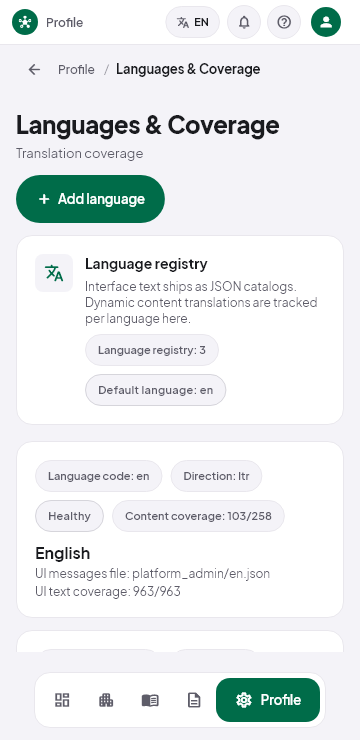 Profile
EN
Profile / Languages & Coverage
Languages & Coverage
Translation coverage
+ Add language
Language registry
Interface text ships as JSON catalogs.
Dynamic content translations are tracked
per language here.
Language registry: 3
Default language: en
Language code: en
Direction: ltr
Healthy
Content coverage: 103/258
English
UI messages file: platform_admin/en.json
UI text coverage: 963/963
Profile